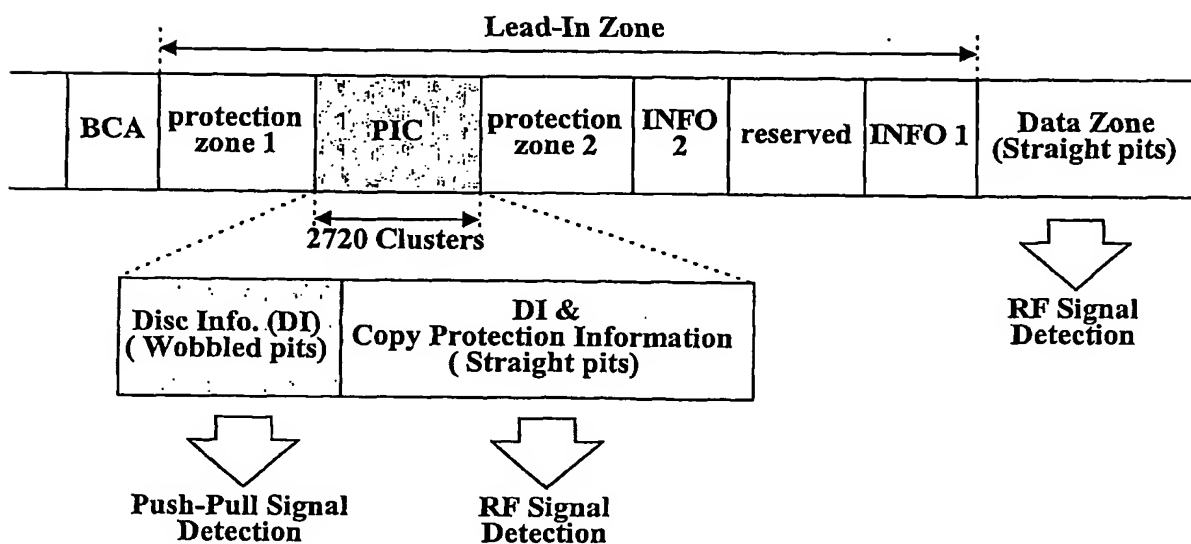 Lead-In Zone
BCA
protection
zone 1
PIC
protection
zone 2
INFO
2
reserved
INFO 1
Data Zone
(Straight pits)
2720 Clusters
Disc Info. (DI)
( Wobbled pits)
DI &
Copy Protection Information
( Straight pits)
RF Signal
Detection
Push-Pull Signal
Detection
RF Signal
Detection